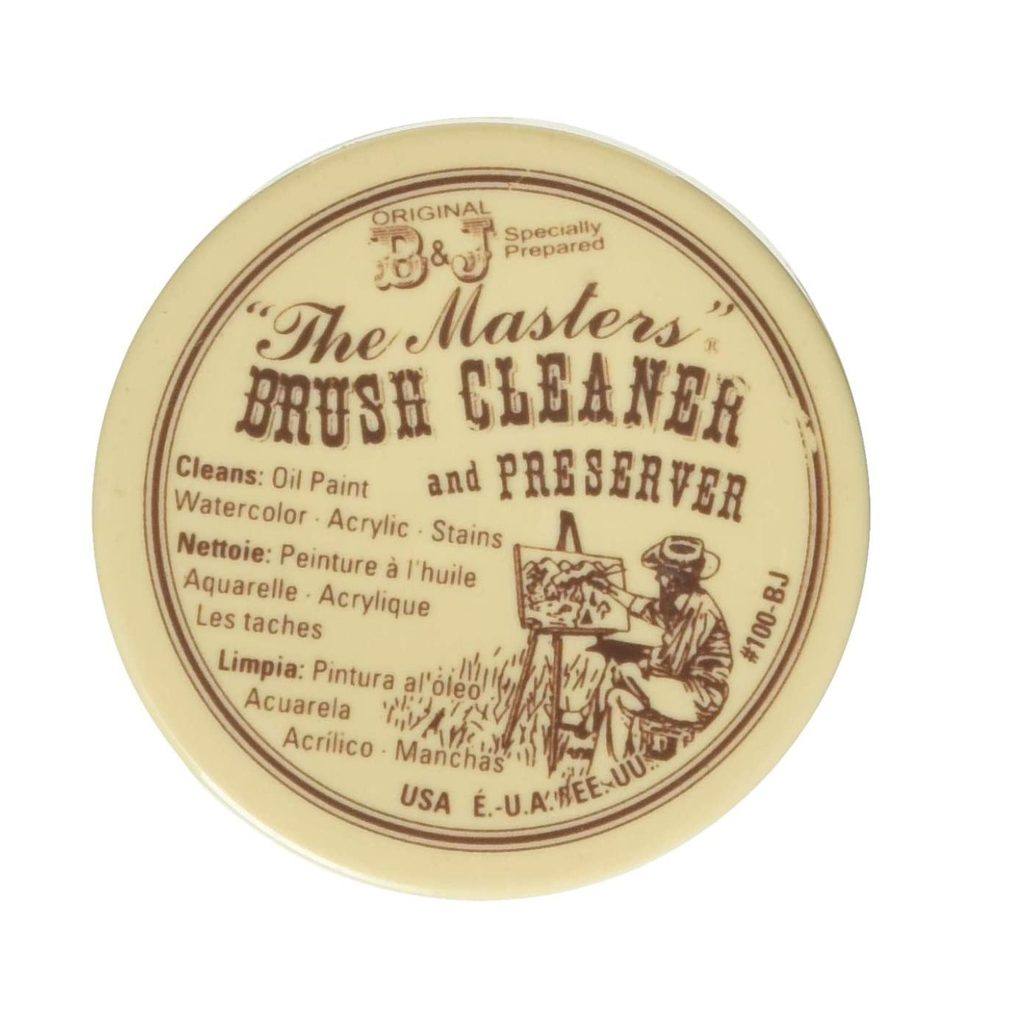 ORIGINAL
B&J
Specially
Prepared
"The Masters"®
BRUSH CLEANER
and PRESERVER
Cleans: Oil Paint
Watercolor · Acrylic · Stains
Nettoie: Peinture à l'huile
Aquarelle · Acrylique
Les taches
Limpia: Pintura al'óleo
Acuarela
Acrílico · Manchas
#100-BJ
USA É.-U.A. EE. UU.